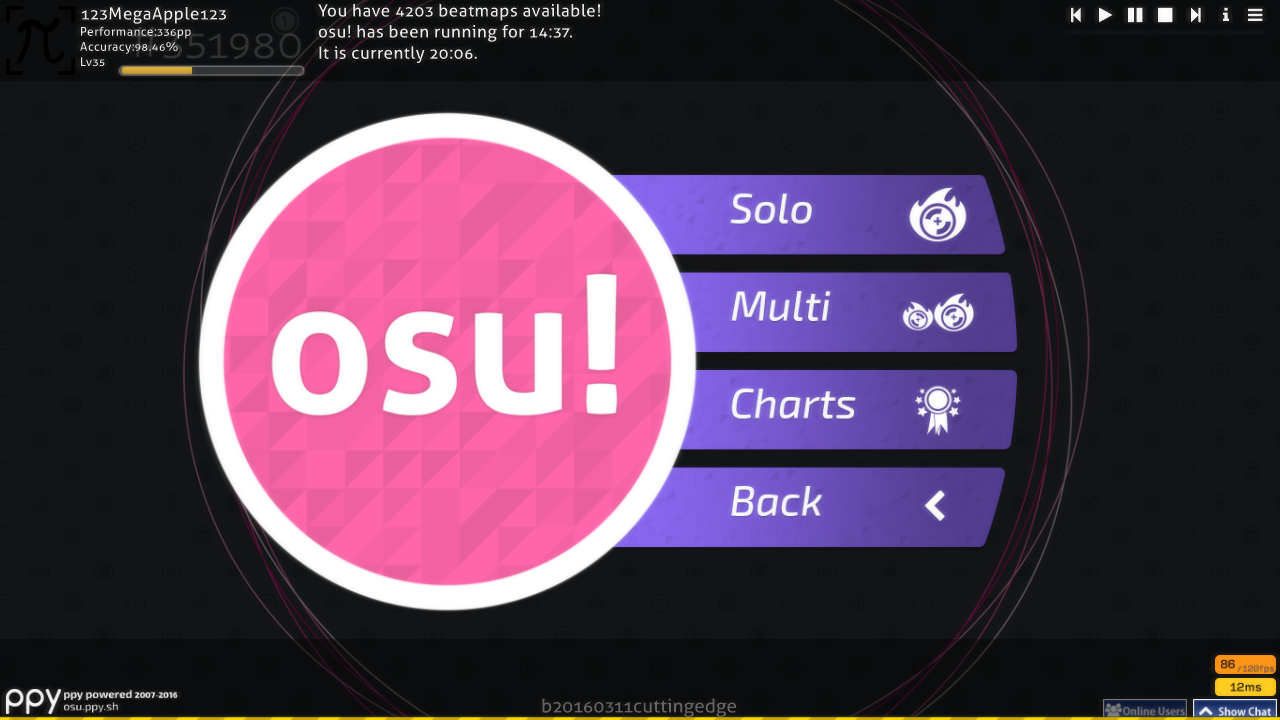 123MegaApple123
Performance:336pp
Accuracy:98.46%
Lv35
#351980
You have 4203 beatmaps available!
osu! has been running for 14:37.
It is currently 20:06.
osu!
Solo
Multi
Charts
Back
ppy powered 2007-2016
osu.ppy.sh
b20160311cuttingedge
86 /120fps
12ms
Online Users
Show Chat